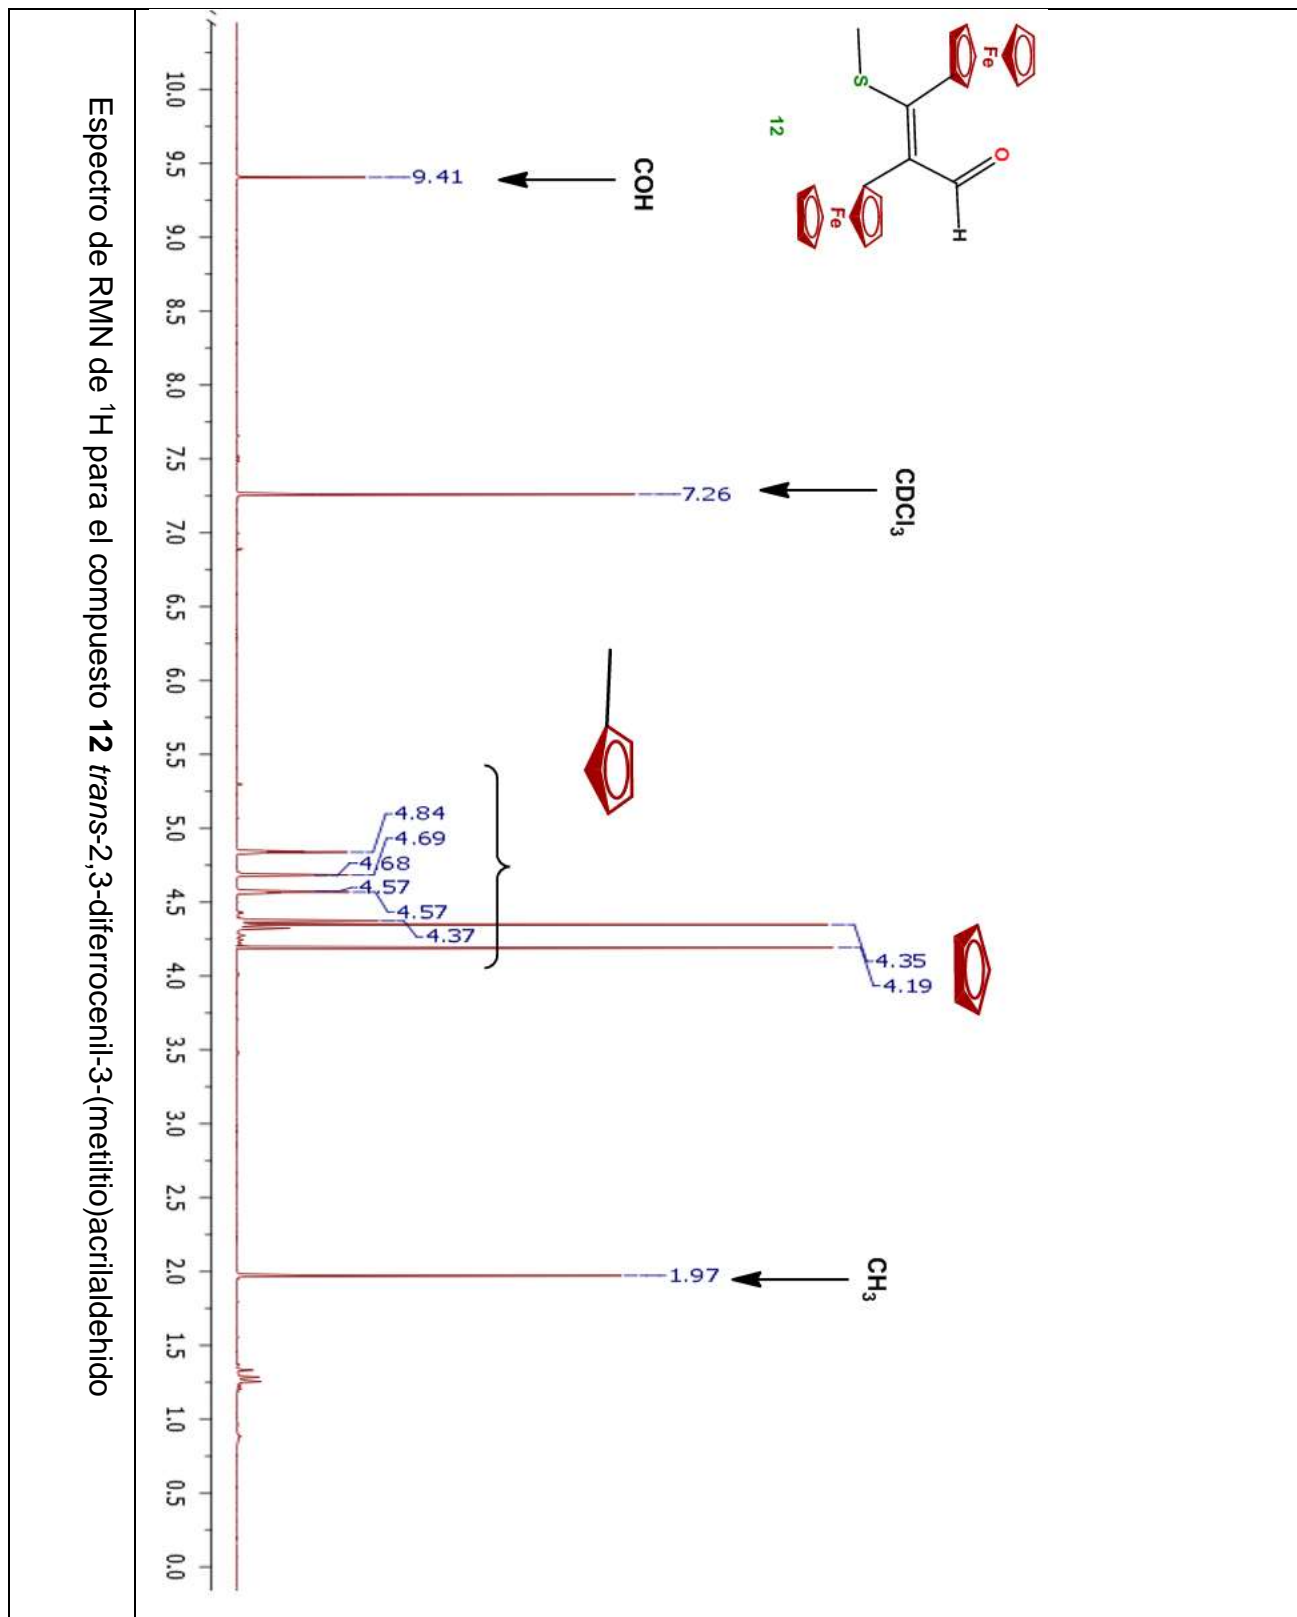 Fe
O
S
H
Fe
12
COH
9.41
CDCl₃
7.26
4.84
4.69
4.68
4.57
4.57
4.37
4.35
4.19
CH₃
1.97
10.0 9.5 9.0 8.5 8.0 7.5 7.0 6.5 6.0 5.5 5.0 4.5 4.0 3.5 3.0 2.5 2.0 1.5 1.0 0.5 0.0
Espectro de RMN de ¹H para el compuesto 12 trans-2,3-diferrocenil-3-(metiltio)acrilaldehido